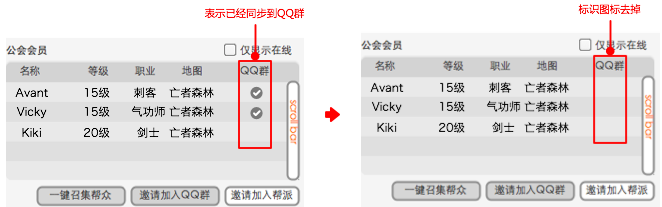 表示已经同步到QQ群
公会会员 仅显示在线
名称 等级 职业 地图 QQ群
Avant 15级 刺客 亡者森林
Vicky 15级 气功师 亡者森林
Kiki 20级 剑士 亡者森林
scroll bar
一键召集帮众 邀请加入QQ群 邀请加入帮派
标识图标去掉
公会会员 仅显示在线
名称 等级 职业 地图 QQ群
Avant 15级 刺客 亡者森林
Vicky 15级 气功师 亡者森林
Kiki 20级 剑士 亡者森林
scroll bar
一键召集帮众 邀请加入QQ群 邀请加入帮派